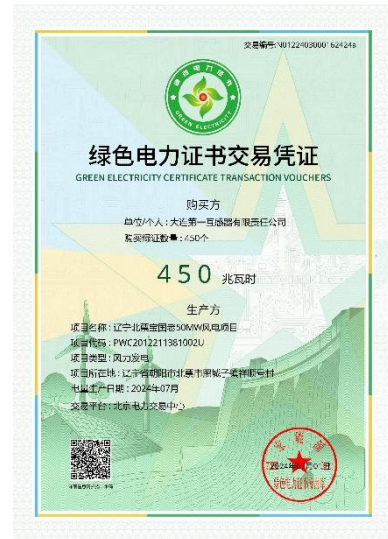 绿色电力证书
GREEN ELECTRICITY
绿色电力证书交易凭证
GREEN ELECTRICITY CERTIFICATE TRANSACTION VOUCHERS
购买方
单位/个人：大连第一互感器有限责任公司
购买绿证数量：450个
450 兆瓦时
生产方
项目名称：辽宁北票宝国老50MW风电项目
项目代码：PWC2012211381002U
项目类型：风力发电
项目所在地：辽宁省朝阳市北票市黑城子镇祥顺号村
电量生产日期：2024年07月
交易平台：北京电力交易中心